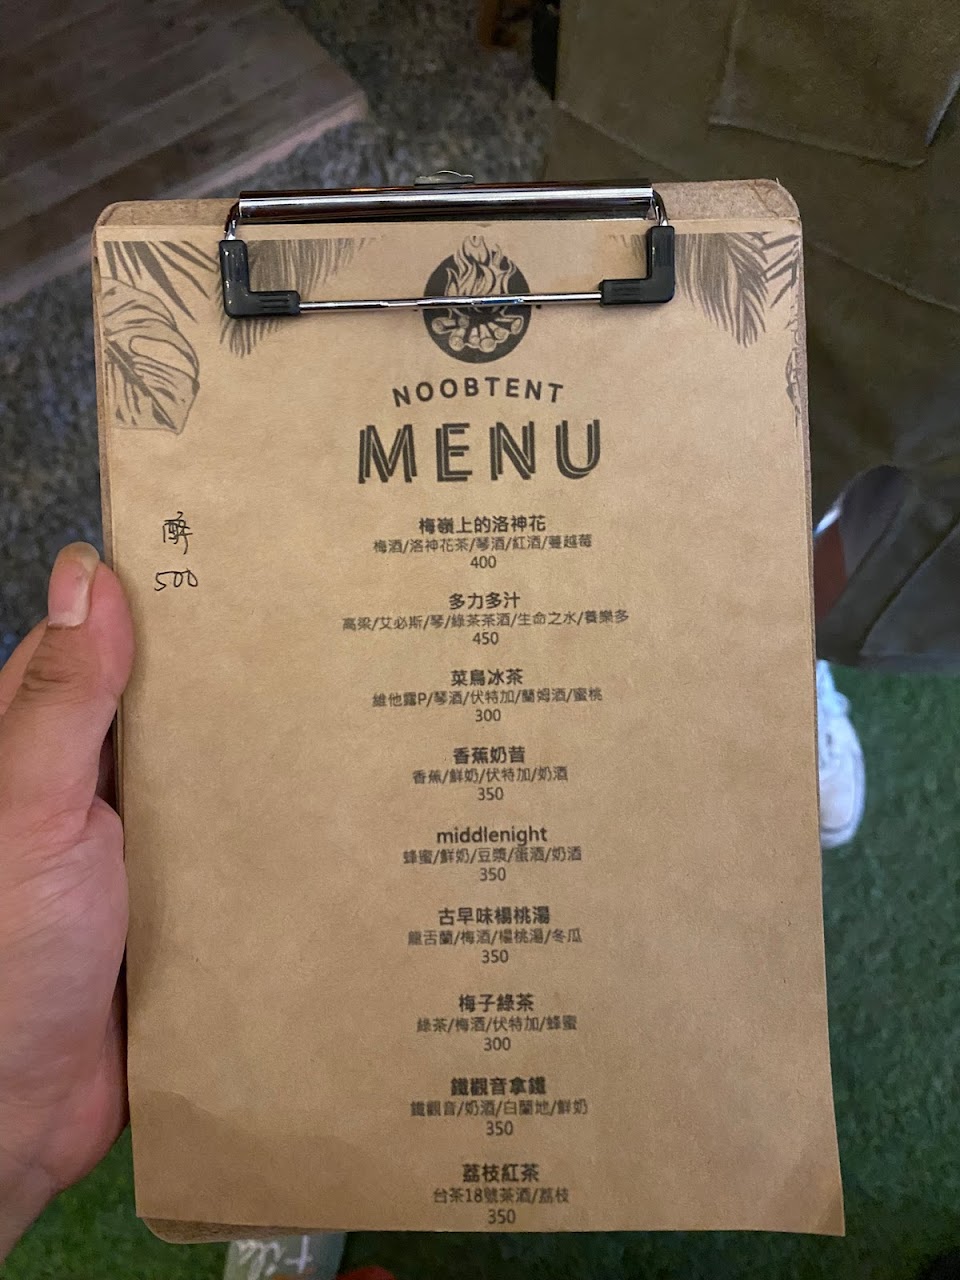 NOOBTENT
MENU
醉
500
梅嶺上的洛神花
梅酒/洛神花茶/琴酒/紅酒/蔓越莓
400
多力多汁
高梁/艾必斯/琴/綠茶茶酒/生命之水/養樂多
450
菜鳥冰茶
維他露P/琴酒/伏特加/蘭姆酒/蜜桃
300
香蕉奶昔
香蕉/鮮奶/伏特加/奶酒
350
middlenight
蜂蜜/鮮奶/豆漿/蛋酒/奶酒
350
古早味楊桃湯
龍舌蘭/梅酒/楊桃湯/冬瓜
350
梅子綠茶
綠茶/梅酒/伏特加/蜂蜜
300
鐵觀音拿鐵
鐵觀音/奶酒/白蘭地/鮮奶
350
荔枝紅茶
台茶18號茶酒/荔枝
350